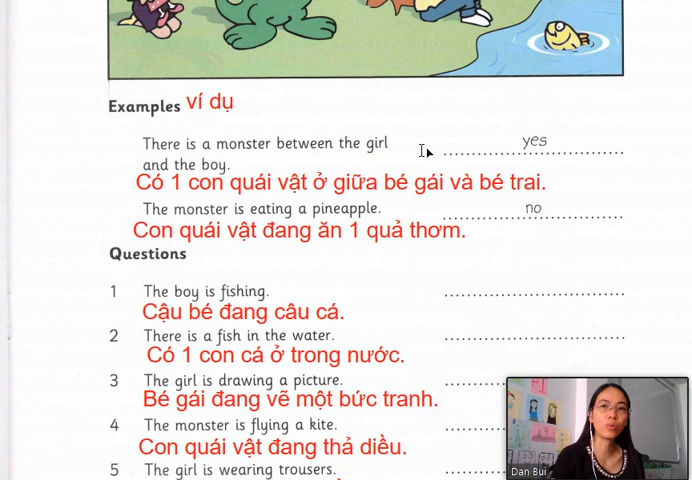 Examples ví dụ
There is a monster between the girl
yes
and the boy.
Có 1 con quái vật ở giữa bé gái và bé trai.
The monster is eating a pineapple.
no
Con quái vật đang ăn 1 quả thơm.
Questions
1 The boy is fishing.
Cậu bé đang câu cá.
2 There is a fish in the water.
Có 1 con cá ở trong nước.
3 The girl is drawing a picture.
Bé gái đang vẽ một bức tranh.
4 The monster is flying a kite.
Con quái vật đang thả diều.
5 The girl is wearing trousers.
Dan Bui